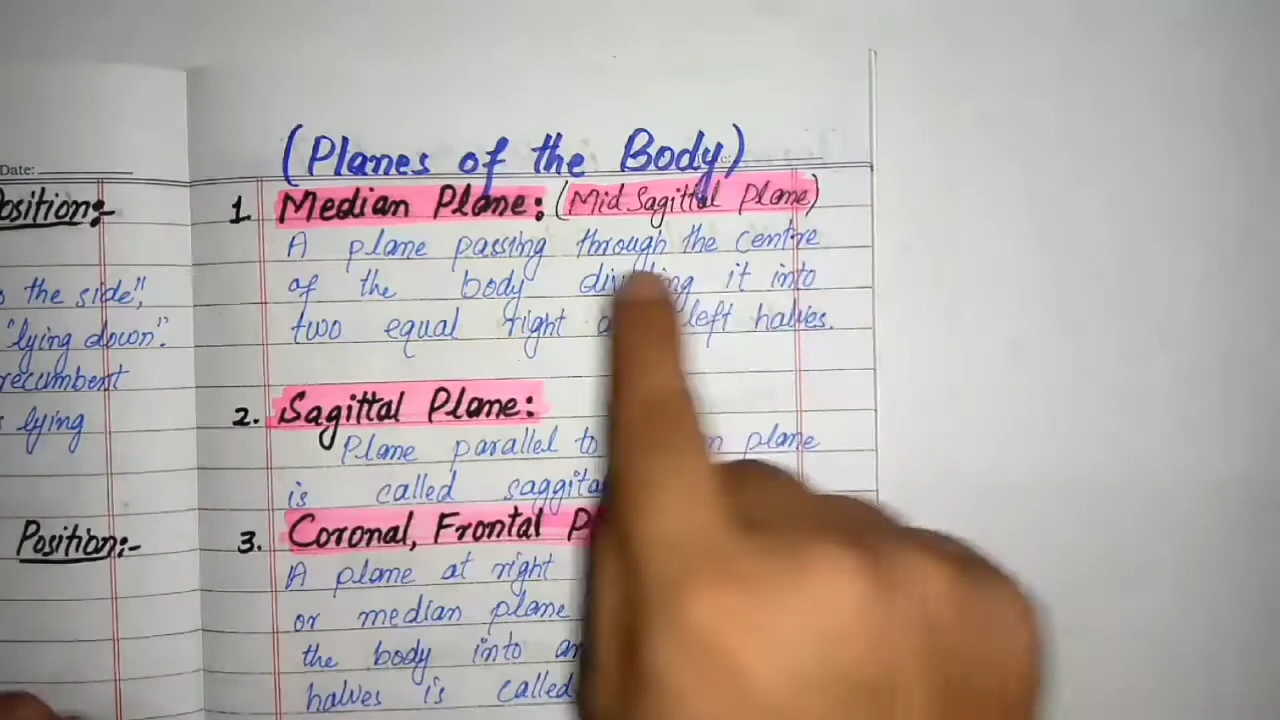 Date:
osition:-
o the side",
"lying down".
recumbent
lying
Position:-
(Planes of the Body)
1. Median Plane: (Mid Sagittal Plane)
A plane passing through the centre
of the body dividing it into
two equal right left halves.
2. Sagittal Plane:
Plane parallel to plane
is called
3. Coronal, Frontal
A plane at right
or median plane
the body into
halves is called